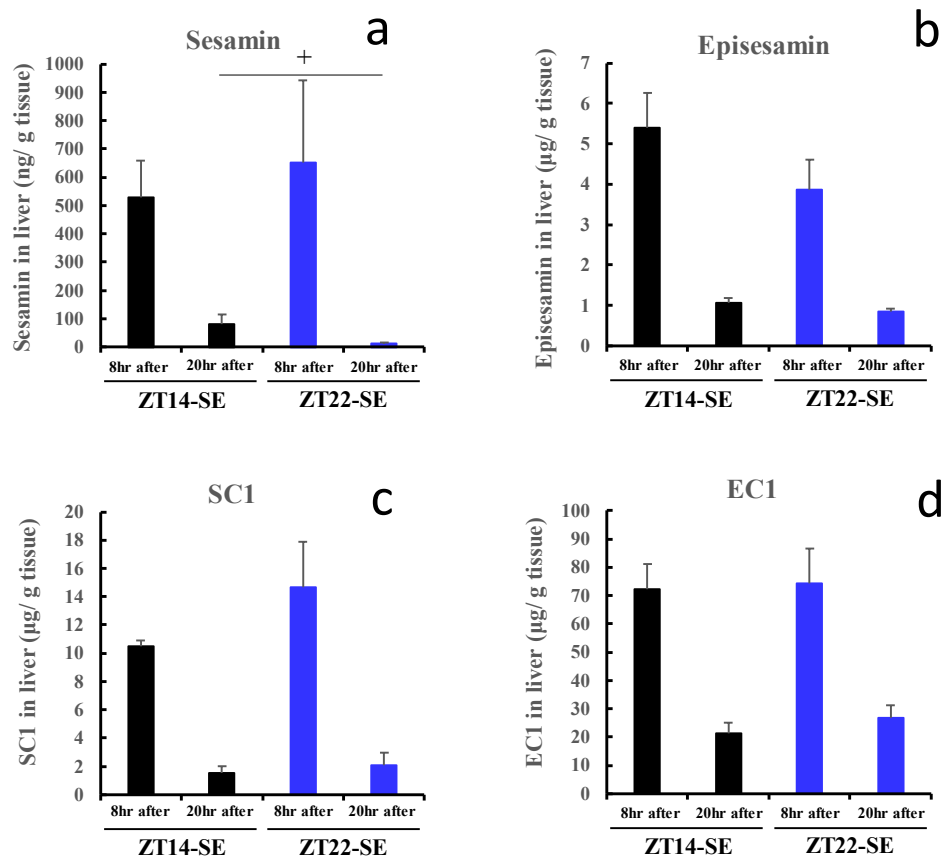 Sesamin
a
+
Sesamin in liver (ng/ g tissue)
1000
900
800
700
600
500
400
300
200
100
0
8hr after 20hr after 8hr after 20hr after
ZT14-SE ZT22-SE
Episesamin
b
Episesamin in liver (μg/ g tissue)
7
6
5
4
3
2
1
0
8hr after 20hr after 8hr after 20hr after
ZT14-SE ZT22-SE
SC1
c
SC1 in liver (μg/ g tissue)
20
18
16
14
12
10
8
6
4
2
0
8hr after 20hr after 8hr after 20hr after
ZT14-SE ZT22-SE
EC1
d
EC1 in liver (μg/ g tissue)
100
90
80
70
60
50
40
30
20
10
0
8hr after 20hr after 8hr after 20hr after
ZT14-SE ZT22-SE